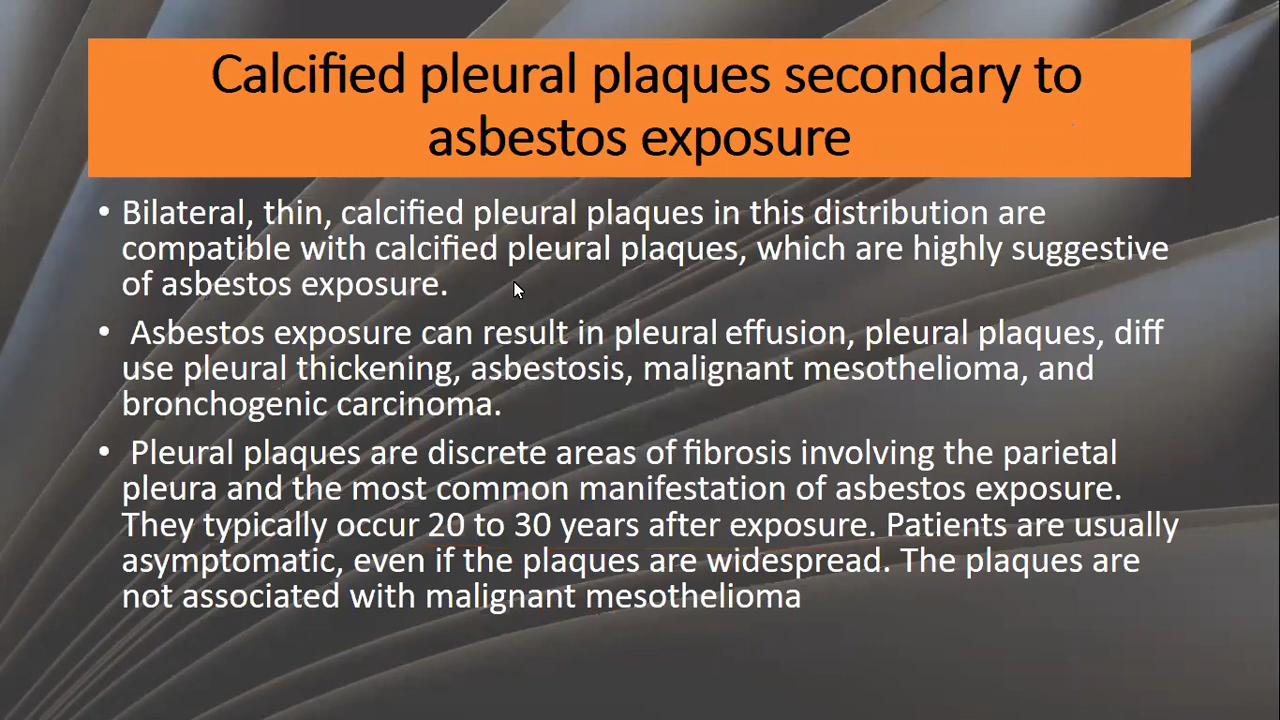 Calcified pleural plaques secondary to
asbestos exposure
• Bilateral, thin, calcified pleural plaques in this distribution are
compatible with calcified pleural plaques, which are highly suggestive
of asbestos exposure.
• Asbestos exposure can result in pleural effusion, pleural plaques, diff
use pleural thickening, asbestosis, malignant mesothelioma, and
bronchogenic carcinoma.
• Pleural plaques are discrete areas of fibrosis involving the parietal
pleura and the most common manifestation of asbestos exposure.
They typically occur 20 to 30 years after exposure. Patients are usually
asymptomatic, even if the plaques are widespread. The plaques are
not associated with malignant mesothelioma